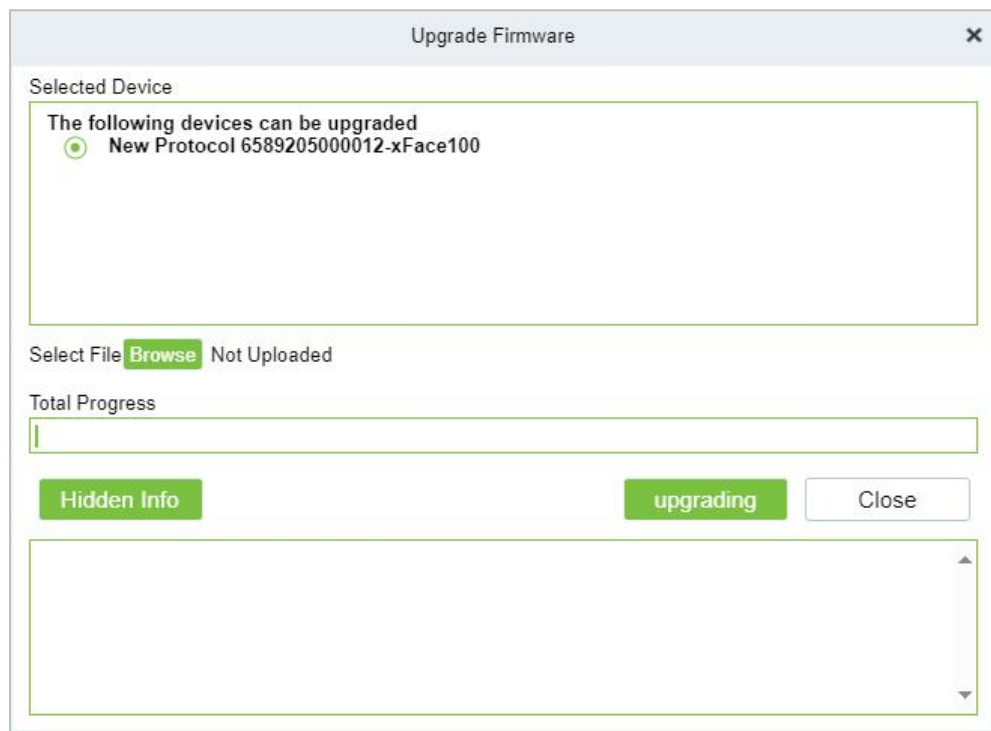 Upgrade Firmware
Selected Device
The following devices can be upgraded
New Protocol 6589205000012-xFace100
Select File Browse Not Uploaded
Total Progress
Hidden Info upgrading Close